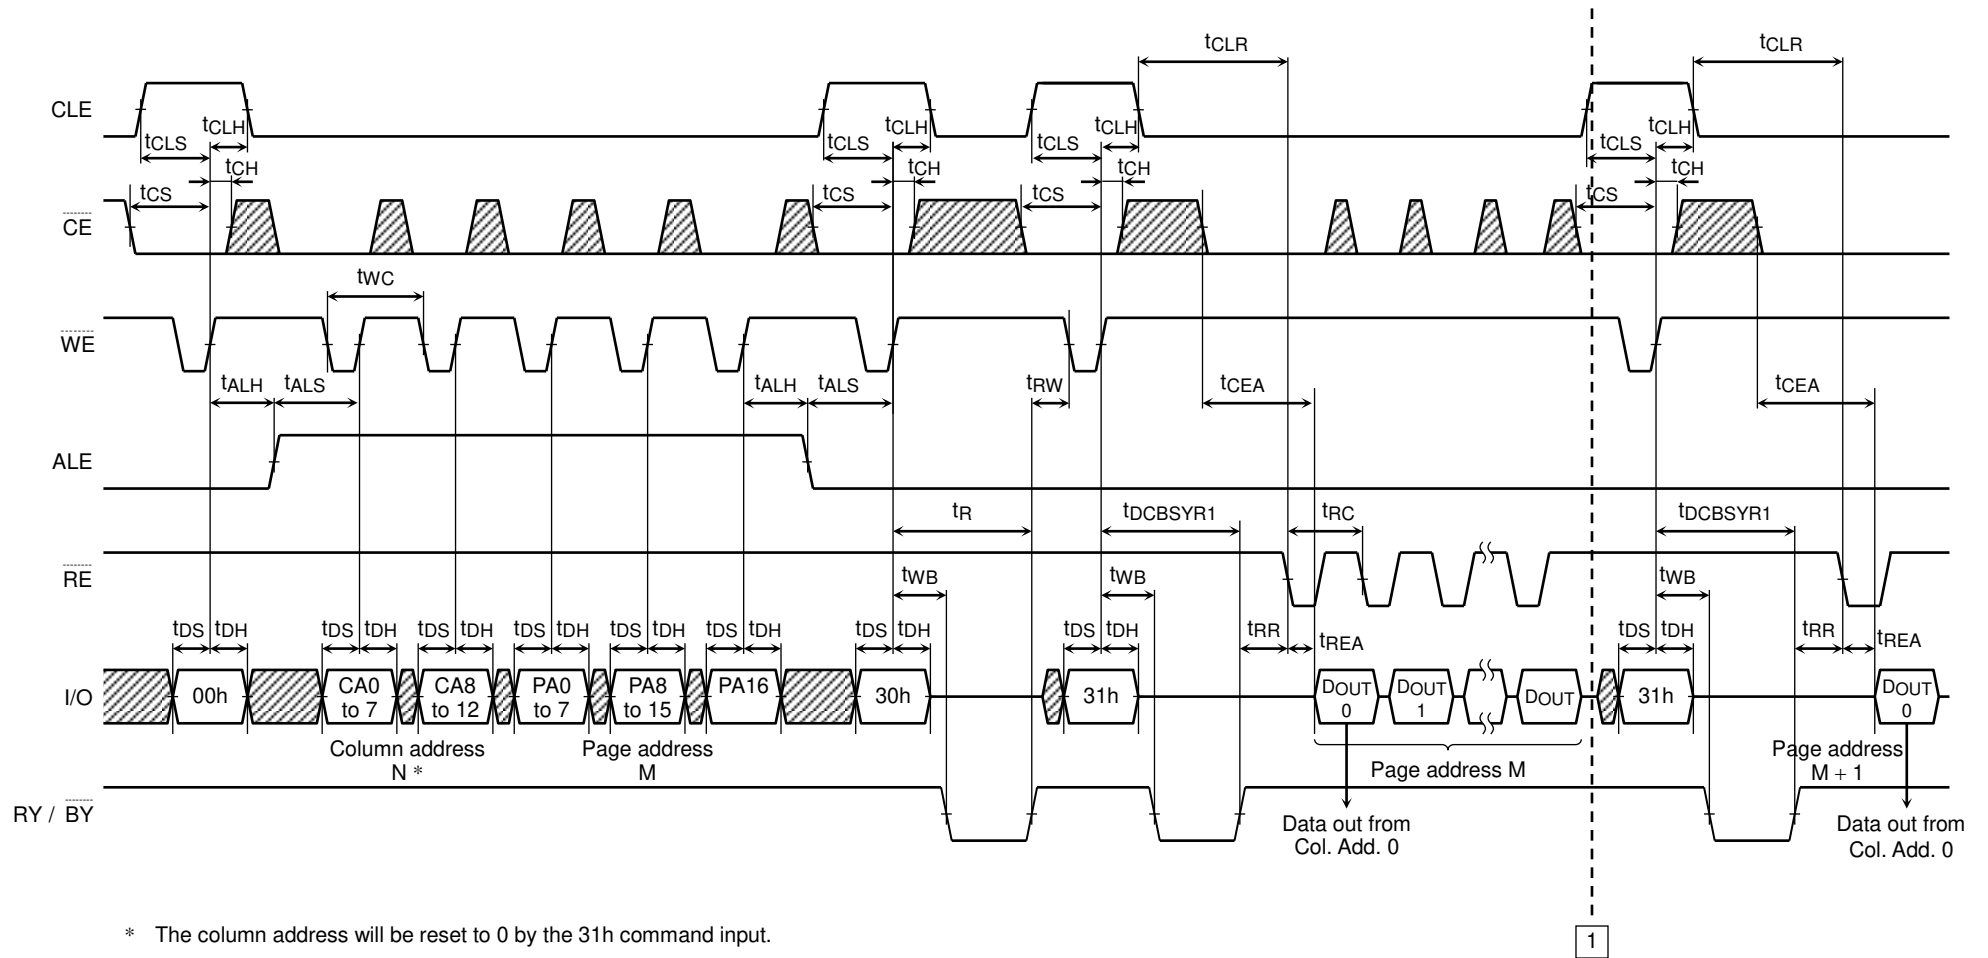 tCLR tCLR
CLE
tCLS tCLH tCLS tCLH tCLS tCLH tCLS tCLH
tCH tCH tCH tCH
tCS tCS tCS tCS
CE
tWC
WE
tALH tALS tALH tALS tRW tCEA tCEA
ALE
tR tDCBSYR1 tRC tDCBSYR1
RE
tWB tWB tWB
tDS tDH tDS tDH tDS tDH tDS tDH tDS tDH tDS tDH tDS tDH tDS tDH tRR tREA tDS tDH tRR tREA
I/O
00h
CA0
to 7
CA8
to 12
PA0
to 7
PA8
to 15
PA16
30h
31h
DOUT
0
DOUT
1
DOUT
31h
DOUT
0
Column address
N *
Page address
M
Page address M
Page address
M + 1
RY / BY
Data out from
Col. Add. 0
Data out from
Col. Add. 0
* The column address will be reset to 0 by the 31h command input.
1